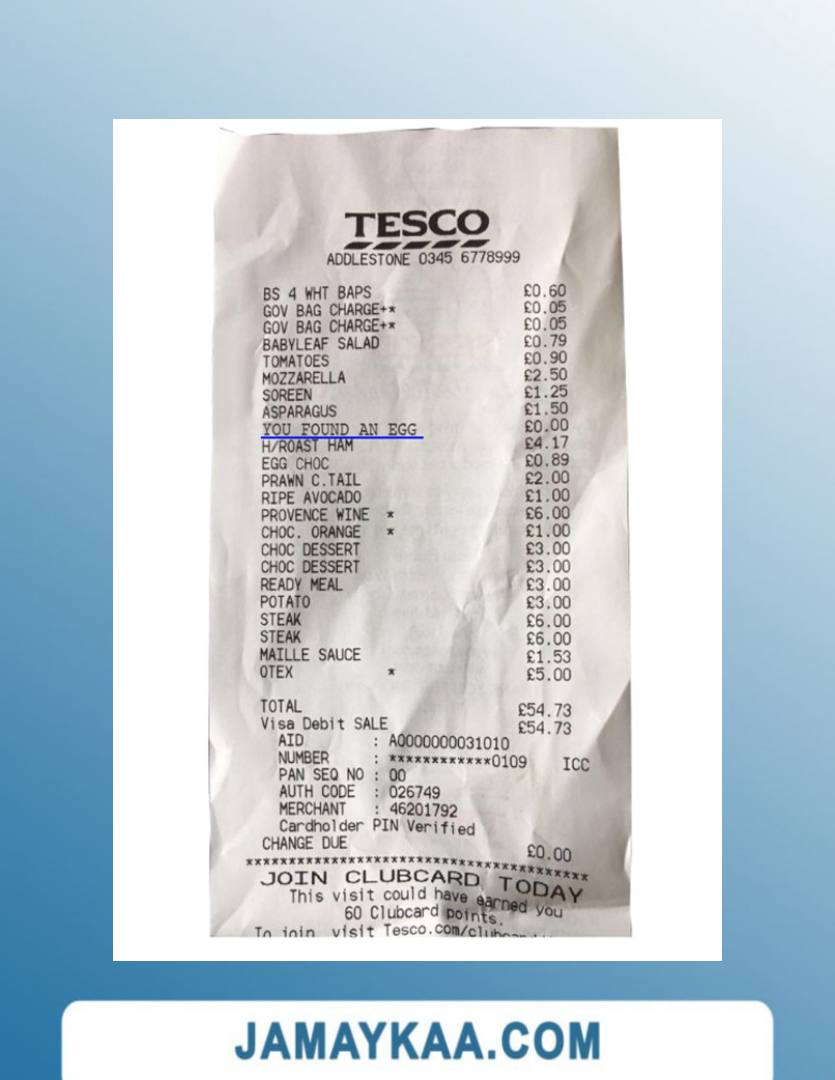 TESCO
ADDLESTONE 0345 6778999
BS 4 WHT BAPS £0.60
GOV BAG CHARGE+* £0.05
GOV BAG CHARGE+* £0.05
BABYLEAF SALAD £0.79
TOMATOES £0.90
MOZZARELLA £2.50
SOREEN £1.25
ASPARAGUS £1.50
YOU FOUND AN EGG £0.00
H/ROAST HAM £4.17
EGG CHOC £0.89
PRAWN C.TAIL £2.00
RIPE AVOCADO £1.00
PROVENCE WINE * £6.00
CHOC. ORANGE * £1.00
CHOC DESSERT £3.00
CHOC DESSERT £3.00
READY MEAL £3.00
POTATO £3.00
STEAK £6.00
STEAK £6.00
MAILLE SAUCE £1.53
OTEX * £5.00
TOTAL £54.73
Visa Debit SALE £54.73
AID : A0000000031010
NUMBER : ************0109 ICC
PAN SEQ NO : 00
AUTH CODE : 026749
MERCHANT : 46201792
Cardholder PIN Verified
CHANGE DUE £0.00
****************************************
JOIN CLUBCARD TODAY
This visit could have earned you
60 Clubcard points.
To join, visit Tesco.com/clubcard
JAMAYKAA.COM